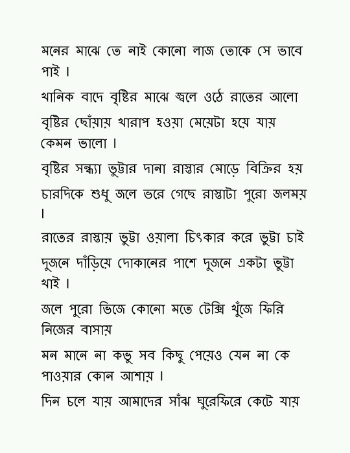 মনের মাঝে তে নাই কোনো লাজ তোকে সে ভাবে
পাই ।
খানিক বাদে বৃষ্টির মাঝে জ্বলে ওঠে রাতের আলো
বৃষ্টির ছোঁয়ায় খারাপ হওয়া মেয়েটা হয়ে যায়
কেমন ভালো ।
বৃষ্টির সন্ধ্যা ভুট্টার দানা রাস্তার মোড়ে বিক্রির হয়
চারদিকে শুধু জলে ভরে গেছে রাস্তাটা পুরো জলময়
।
রাতের রাস্তায় ভুট্টা ওয়ালা চিৎকার করে ভুট্টা চাই
দুজনে দাঁড়িয়ে দোকানের পাশে দুজনে একটা ভুট্টা
খাই ।
জলে পুরো ভিজে কোনো মতে টেক্সি খুঁজে ফিরি
নিজের বাসায়
মন মানে না কভু সব কিছু পেয়েও যেন না কে
পাওয়ার কোন আশায় ।
দিন চলে যায় আমাদের সাঁঝ ঘুরেফিরে কেটে যায়